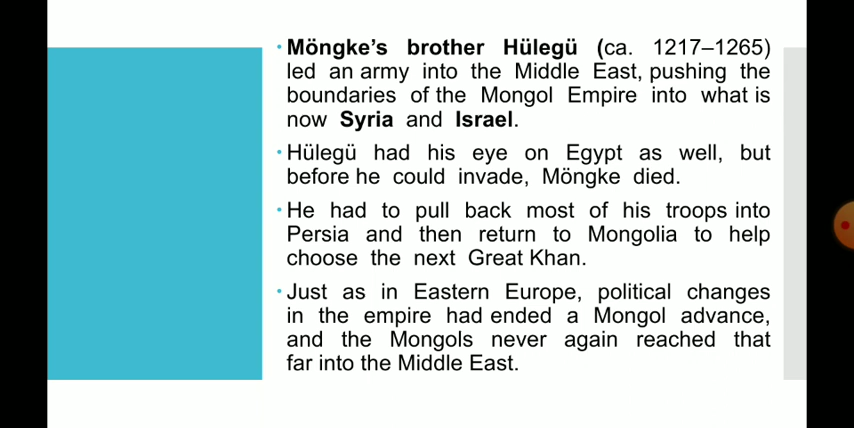 • Möngke’s brother Hülegü (ca. 1217–1265)
led an army into the Middle East, pushing the
boundaries of the Mongol Empire into what is
now Syria and Israel.
• Hülegü had his eye on Egypt as well, but
before he could invade, Möngke died.
• He had to pull back most of his troops into
Persia and then return to Mongolia to help
choose the next Great Khan.
• Just as in Eastern Europe, political changes
in the empire had ended a Mongol advance,
and the Mongols never again reached that
far into the Middle East.